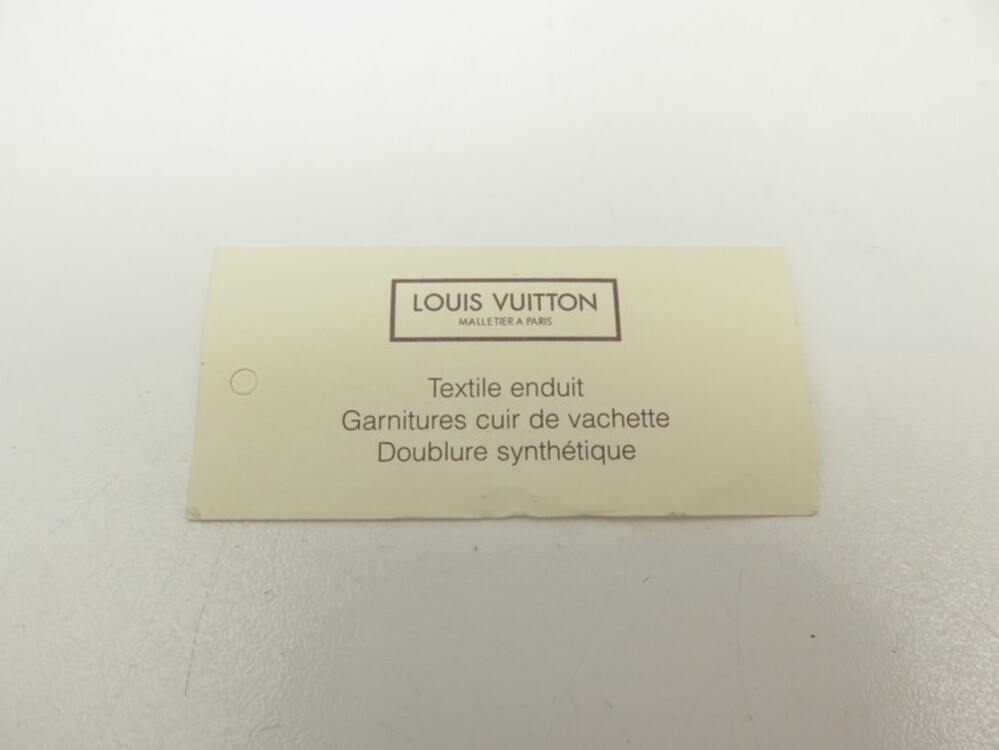 LOUIS VUITTON
MALLETIER A PARIS
Textile enduit
Garnitures cuir de vachette
Doublure synthétique